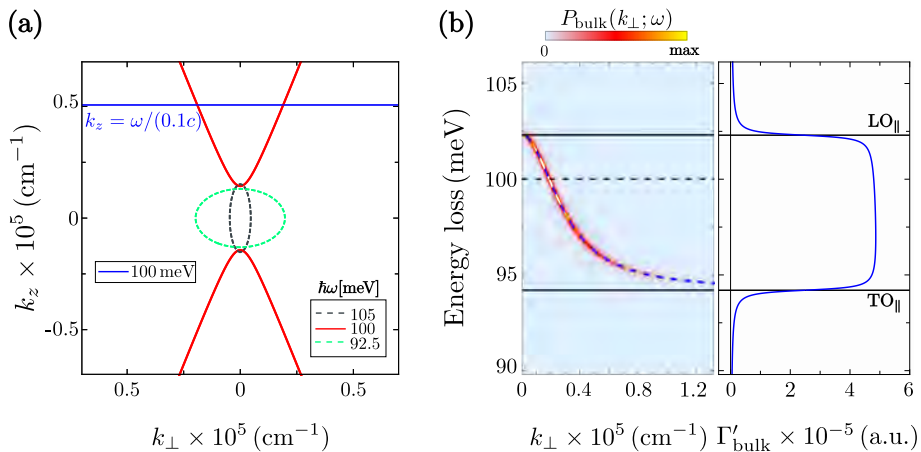 (a)
k_z × 10^5 (cm^−1)
0.5
0
-0.5
k_z = ω/(0.1c)
100 meV
ħω[meV]
105
100
92.5
0.5
0
0.5
k_⊥ × 10^5 (cm^−1)
(b)
P_bulk(k_⊥; ω)
0
max
Energy loss (meV)
105
100
95
90
0
0.4
0.8
1.2
k_⊥ × 10^5 (cm^−1)
LO_∥
TO_∥
0
2
4
6
Γ′_bulk × 10^−5 (a.u.)